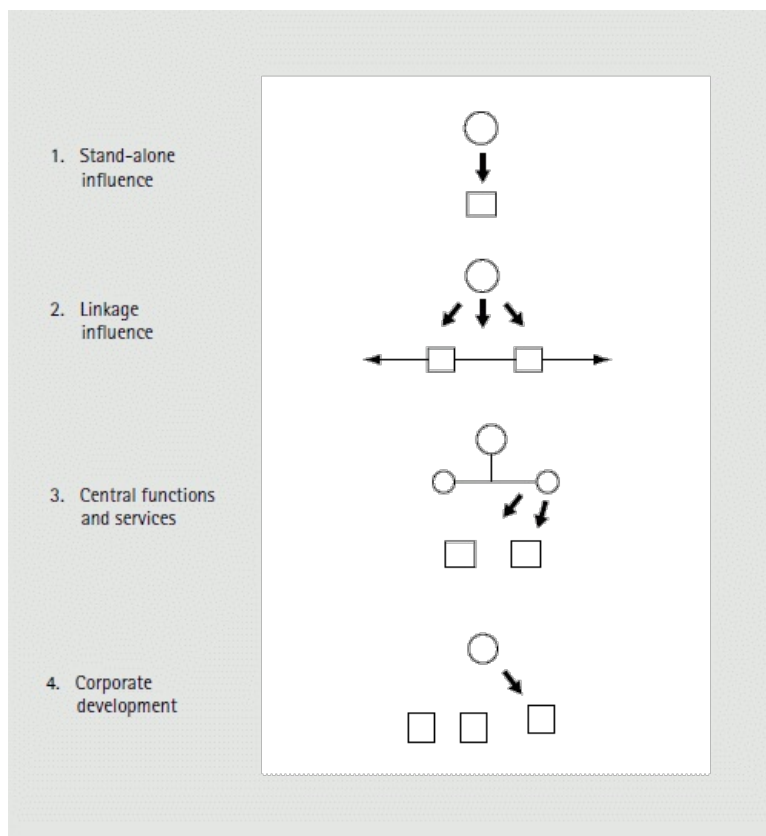 1. Stand-alone
influence
2. Linkage
influence
3. Central functions
and services
4. Corporate
development